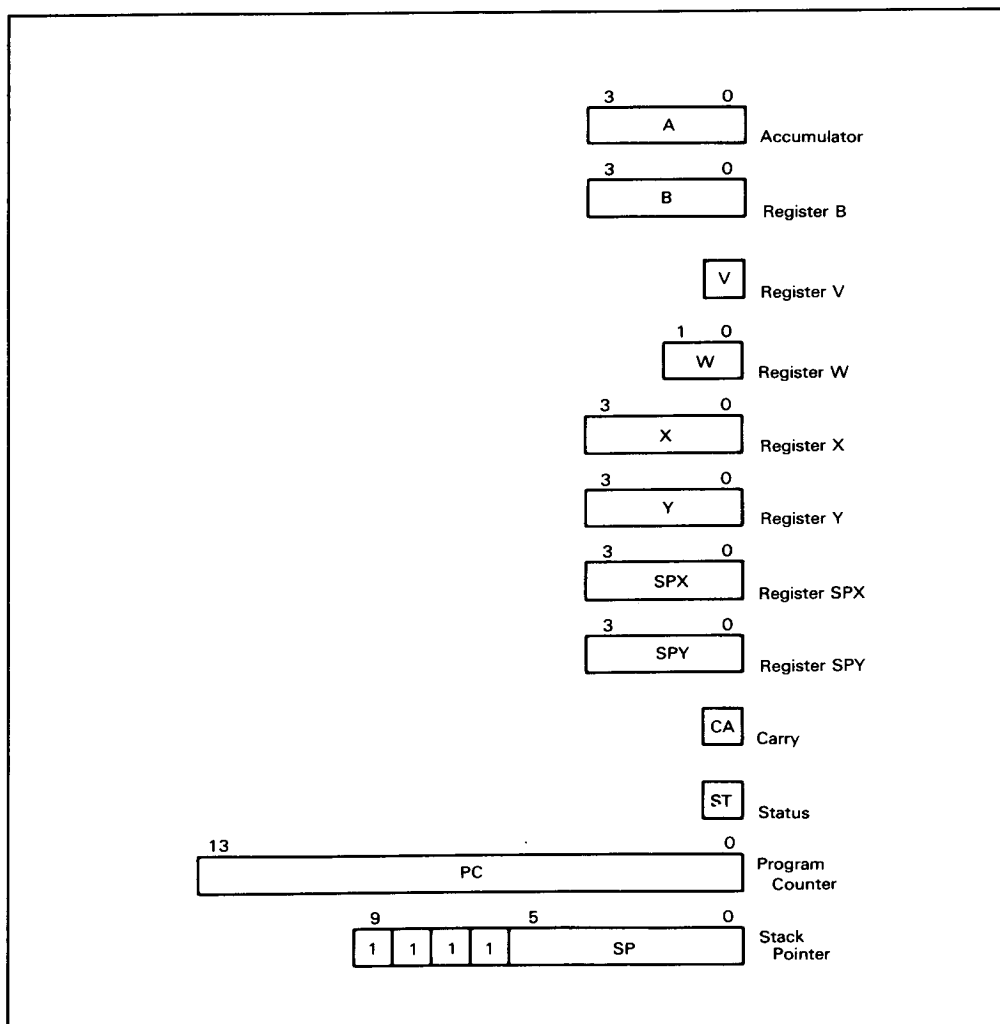 3 0
A
Accumulator
3 0
B
Register B
V
Register V
1 0
W
Register W
3 0
X
Register X
3 0
Y
Register Y
3 0
SPX
Register SPX
3 0
SPY
Register SPY
CA
Carry
ST
Status
13 0
PC
Program
Counter
9 5 0
1 1 1 1 SP
Stack
Pointer